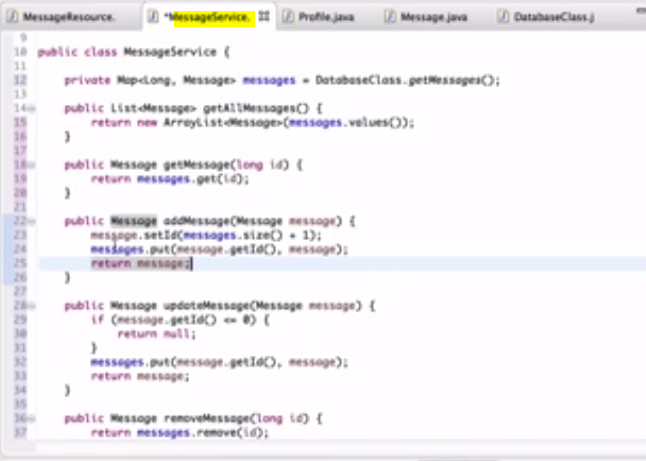 MessageResource. *MessageService. Profile.java Message.java DatabaseClass.j
9
10 public class MessageService {
11
12 private Map<Long, Message> messages = DatabaseClass.getMessages();
13
14 public List<Message> getAllMessages() {
15 return new ArrayList<Message>(messages.values());
16 }
17
18 public Message getMessage(long id) {
19 return messages.get(id);
20 }
21
22 public Message addMessage(Message message) {
23 message.setId(messages.size() + 1);
24 messages.put(message.getId(), message);
25 return message;
26 }
27
28 public Message updateMessage(Message message) {
29 if (message.getId() <= 0) {
30 return null;
31 }
32 messages.put(message.getId(), message);
33 return message;
34 }
35
36 public Message removeMessage(long id) {
37 return messages.remove(id);